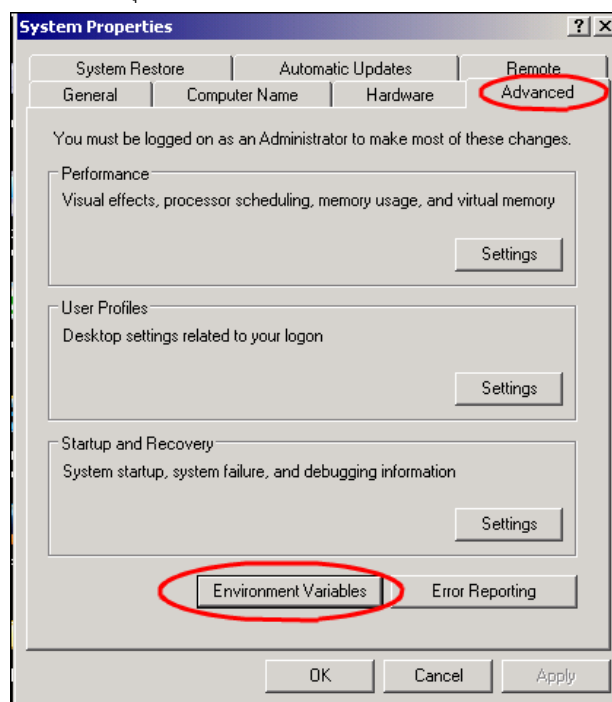 System Properties
System Restore Automatic Updates Remote
General Computer Name Hardware Advanced
You must be logged on as an Administrator to make most of these changes.
Performance
Visual effects, processor scheduling, memory usage, and virtual memory
Settings
User Profiles
Desktop settings related to your logon
Settings
Startup and Recovery
System startup, system failure, and debugging information
Settings
Environment Variables Error Reporting
OK Cancel Apply